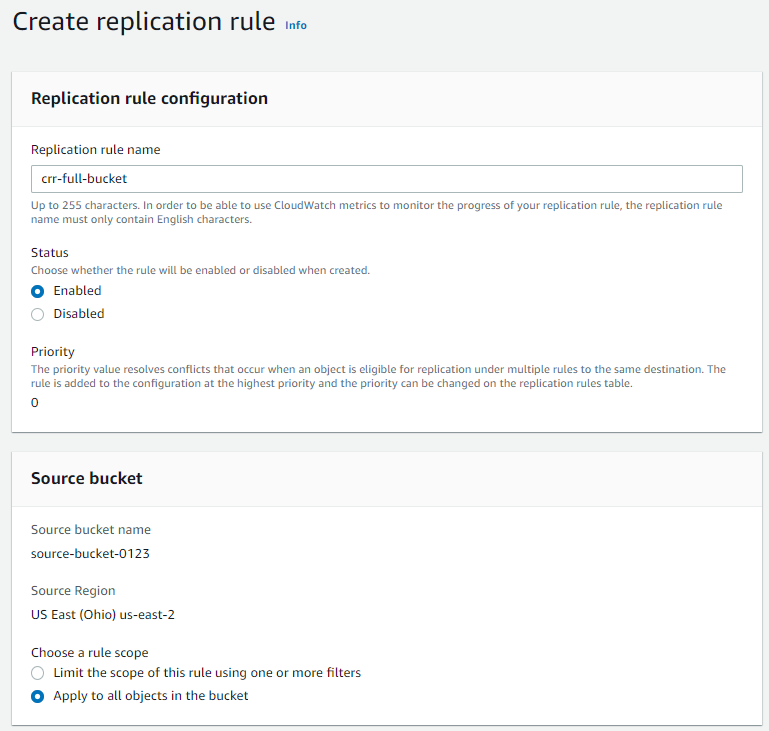 Create replication rule Info
Replication rule configuration
Replication rule name
crr-full-bucket
Up to 255 characters. In order to be able to use CloudWatch metrics to monitor the progress of your replication rule, the replication rule
name must only contain English characters.
Status
Choose whether the rule will be enabled or disabled when created.
Enabled
Disabled
Priority
The priority value resolves conflicts that occur when an object is eligible for replication under multiple rules to the same destination. The
rule is added to the configuration at the highest priority and the priority can be changed on the replication rules table.
0
Source bucket
Source bucket name
source-bucket-0123
Source Region
US East (Ohio) us-east-2
Choose a rule scope
Limit the scope of this rule using one or more filters
Apply to all objects in the bucket